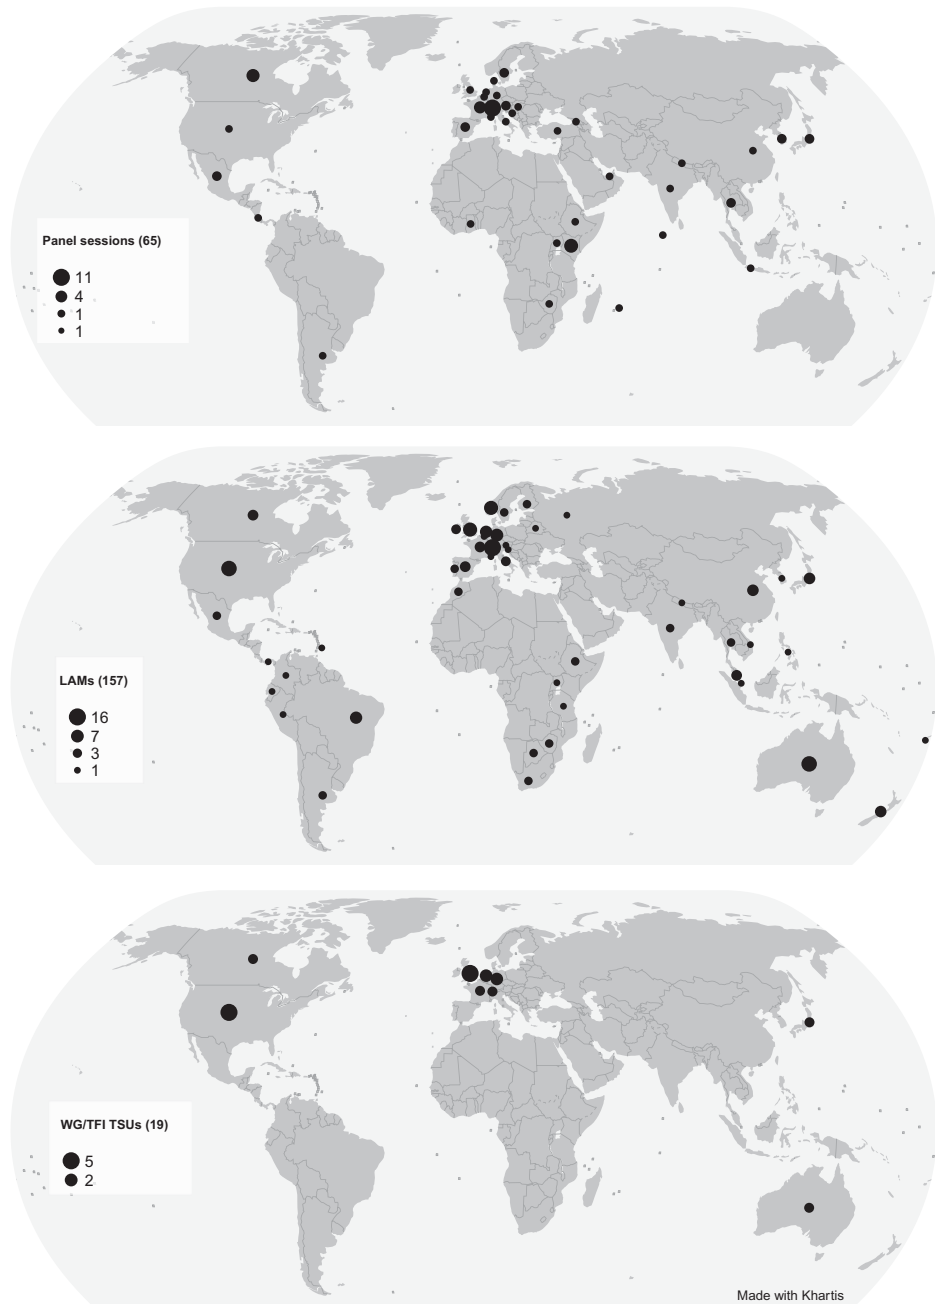 Panel sessions (65)
11
4
1
1
LAMs (157)
16
7
3
1
WG/TFI TSUs (19)
5
2
Made with Khartis